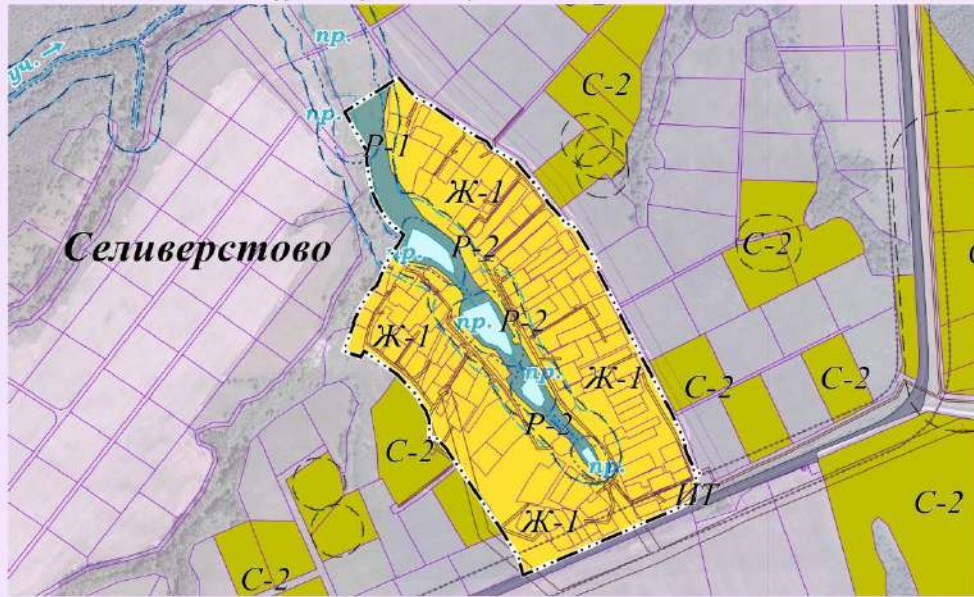 пр.
С-2
уч. →
С-2
пр.
Р-1
Ж-1
Селиверстово
пр.
Р-2
С-2
пр.
Р-2
Ж-1
пр.
Ж-1
С-2
С-2
Р-2
С-2
пр.
ИТ
С-2
Ж-1
С-2